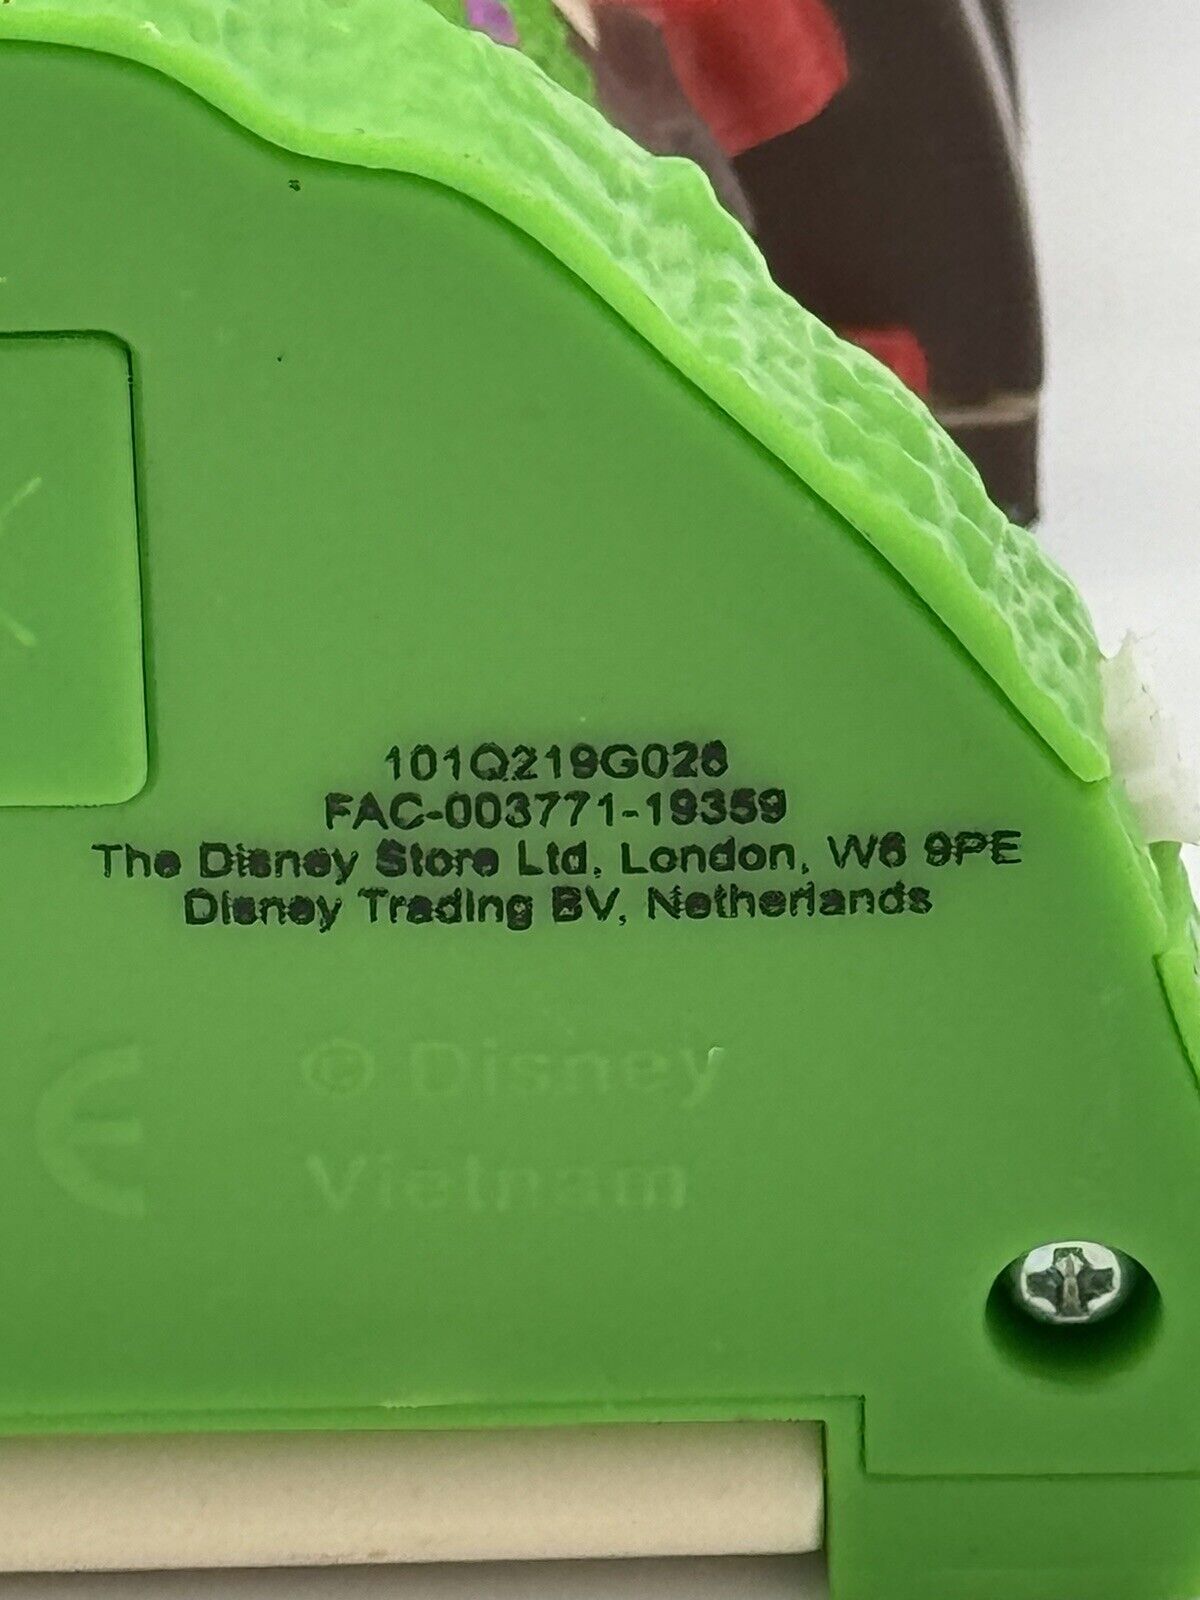 101Q219G026
FAC-003771-19359
The Disney Store Ltd, London, W6 9PE
Disney Trading BV, Netherlands
© Disney
Vietnam